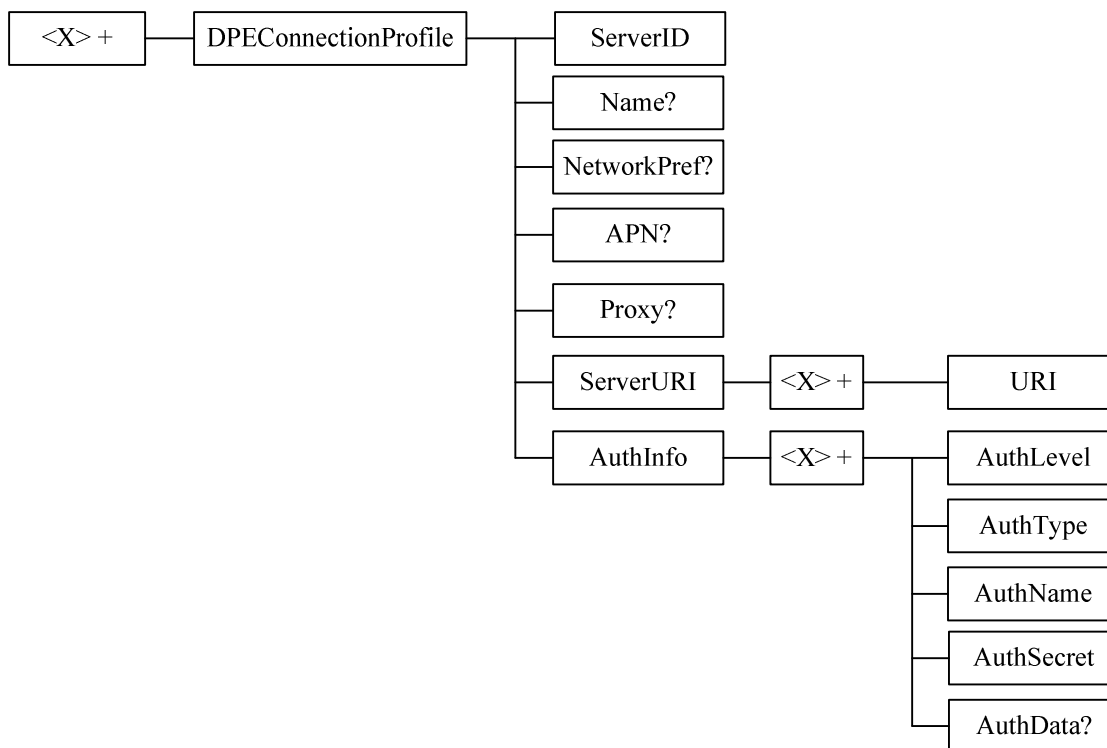 <X> +
DPEConnectionProfile
ServerID
Name?
NetworkPref?
APN?
Proxy?
ServerURI
<X> +
URI
AuthInfo
<X> +
AuthLevel
AuthType
AuthName
AuthSecret
AuthData?